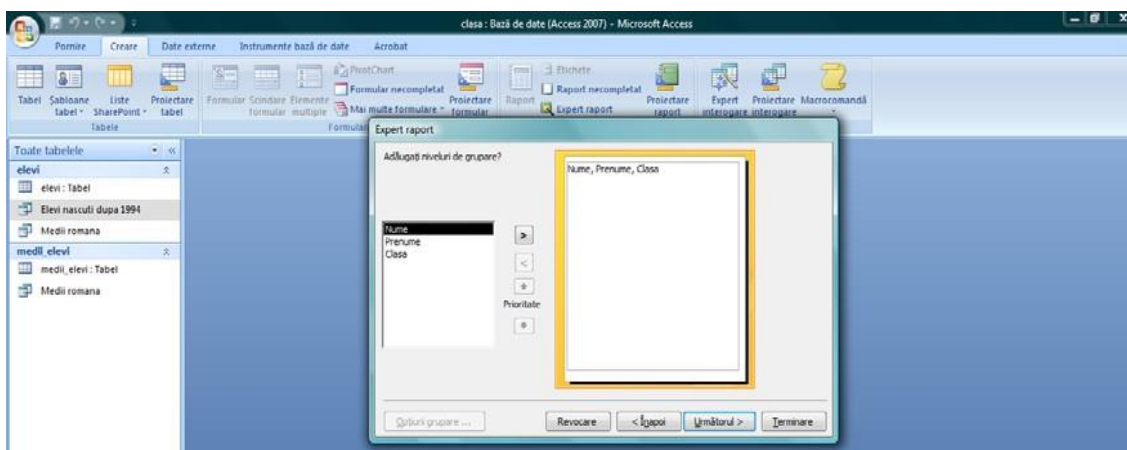 clasa : Bază de date (Access 2007) - Microsoft Access
Pornire Creare Date externe Instrumente bază de date Acrobat
Tabel Șabloane tabel Liste SharePoint Proiectare tabel
Formular Scindare formular Elemente multiple
PivotChart
Formular necompletat
Mai multe formulare
Proiectare formular
Raport
Etichete
Raport necompletat
Expert raport
Proiectare raport
Expert interogare Proiectare interogare Macrocomandă
Tabele
Formulare
Toate tabelele
elevi
elevi : Tabel
Elevi nascuti dupa 1994
Medii romana
medii_elevi
medii_elevi : Tabel
Medii romana
Expert raport
Adăugați niveluri de grupare?
Nume
Prenume
Clasa
Prioritate
Nume, Prenume, Clasa
Opțiuni grupare ...
Revocare
< Înapoi
Următorul >
Terminare